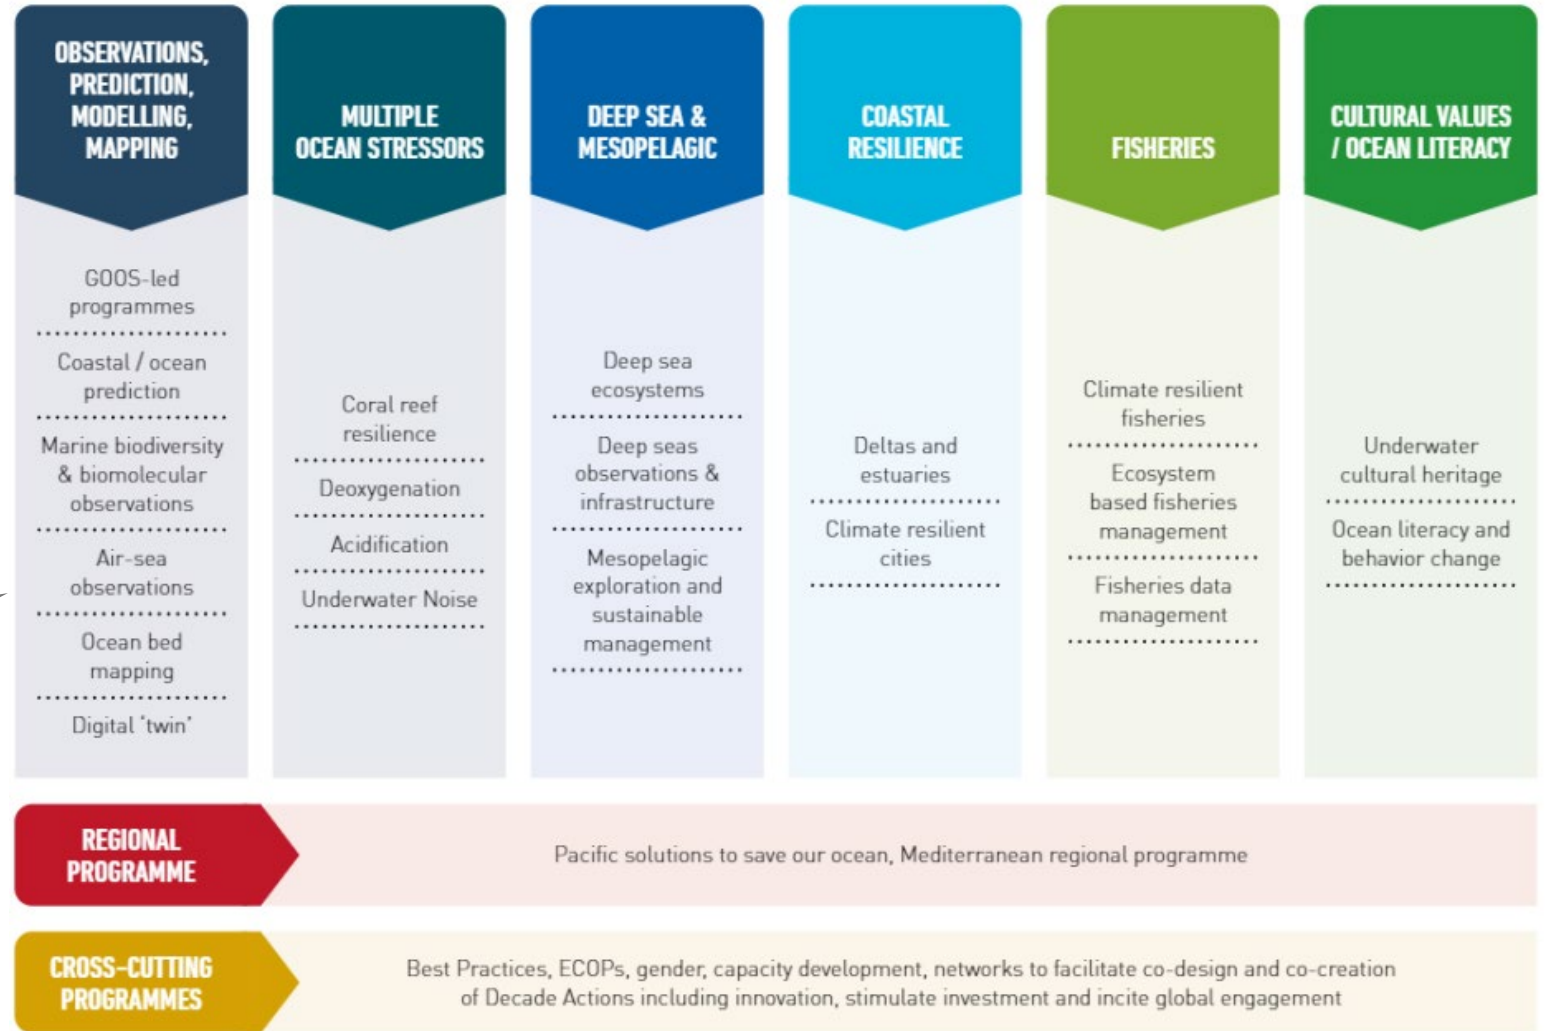 OBSERVATIONS,
PREDICTION,
MODELLING,
MAPPING
GOOS-led
programmes
Coastal / ocean
prediction
Marine biodiversity
& biomolecular
observations
Air-sea
observations
Ocean bed
mapping
Digital 'twin'
MULTIPLE
OCEAN STRESSORS
Coral reef
resilience
Deoxygenation
Acidification
Underwater Noise
DEEP SEA &
MESOPELAGIC
Deep sea
ecosystems
Deep seas
observations &
infrastructure
Mesopelagic
exploration and
sustainable
management
COASTAL
RESILIENCE
Deltas and
estuaries
Climate resilient
cities
FISHERIES
Climate resilient
fisheries
Ecosystem
based fisheries
management
Fisheries data
management
CULTURAL VALUES
/ OCEAN LITERACY
Underwater
cultural heritage
Ocean literacy and
behavior change
REGIONAL
PROGRAMME
Pacific solutions to save our ocean, Mediterranean regional programme
CROSS-CUTTING
PROGRAMMES
Best Practices, ECOPs, gender, capacity development, networks to facilitate co-design and co-creation
of Decade Actions including innovation, stimulate investment and incite global engagement